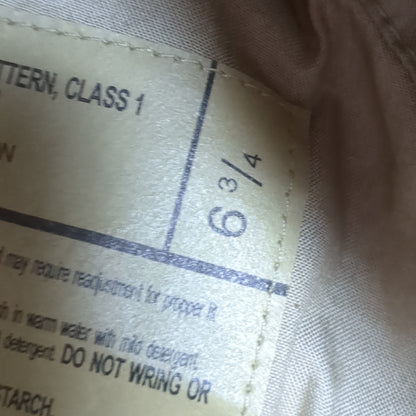 TTERN, CLASS 1
N
6 3/4
may require readjustment for proper fit
in warm water with mild detergent.
detergent. DO NOT WRING OR
STARCH.